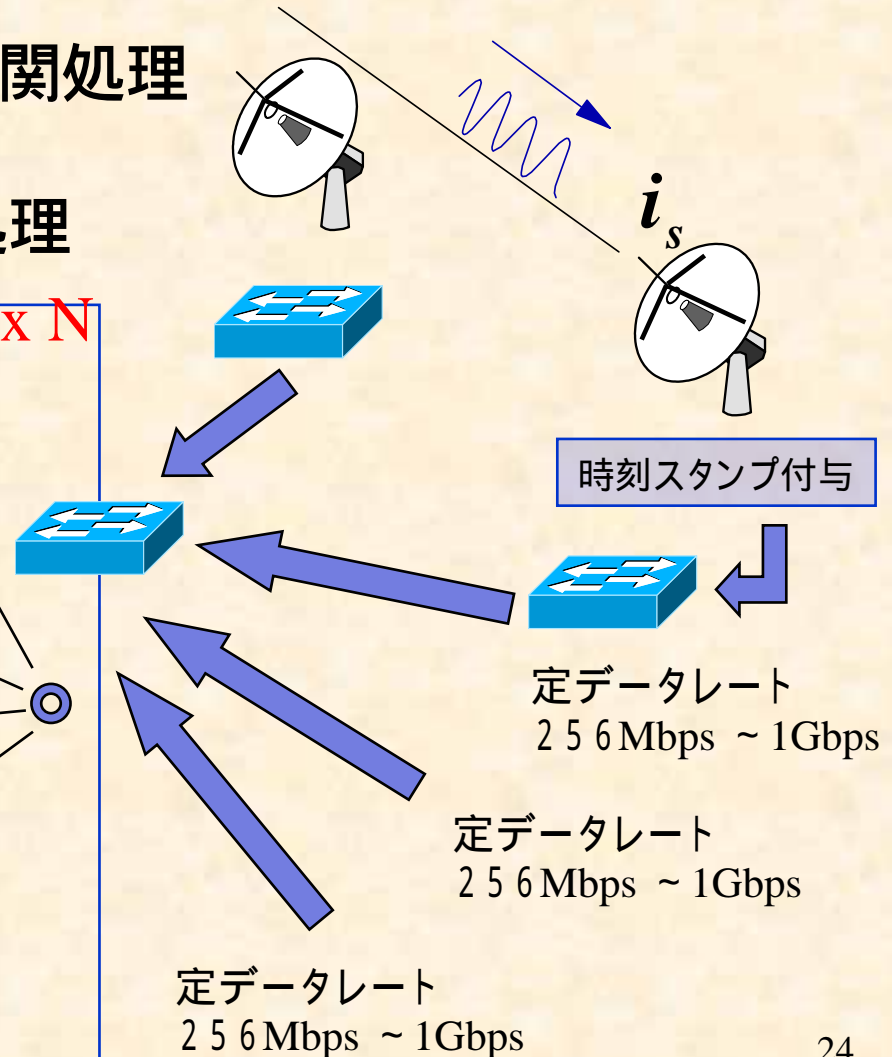 関処理
処理
x N
i_s
時刻スタンプ付与
定データレート
２５６Mbps ~ 1Gbps
定データレート
２５６Mbps ~ 1Gbps
定データレート
２５６Mbps ~ 1Gbps
24